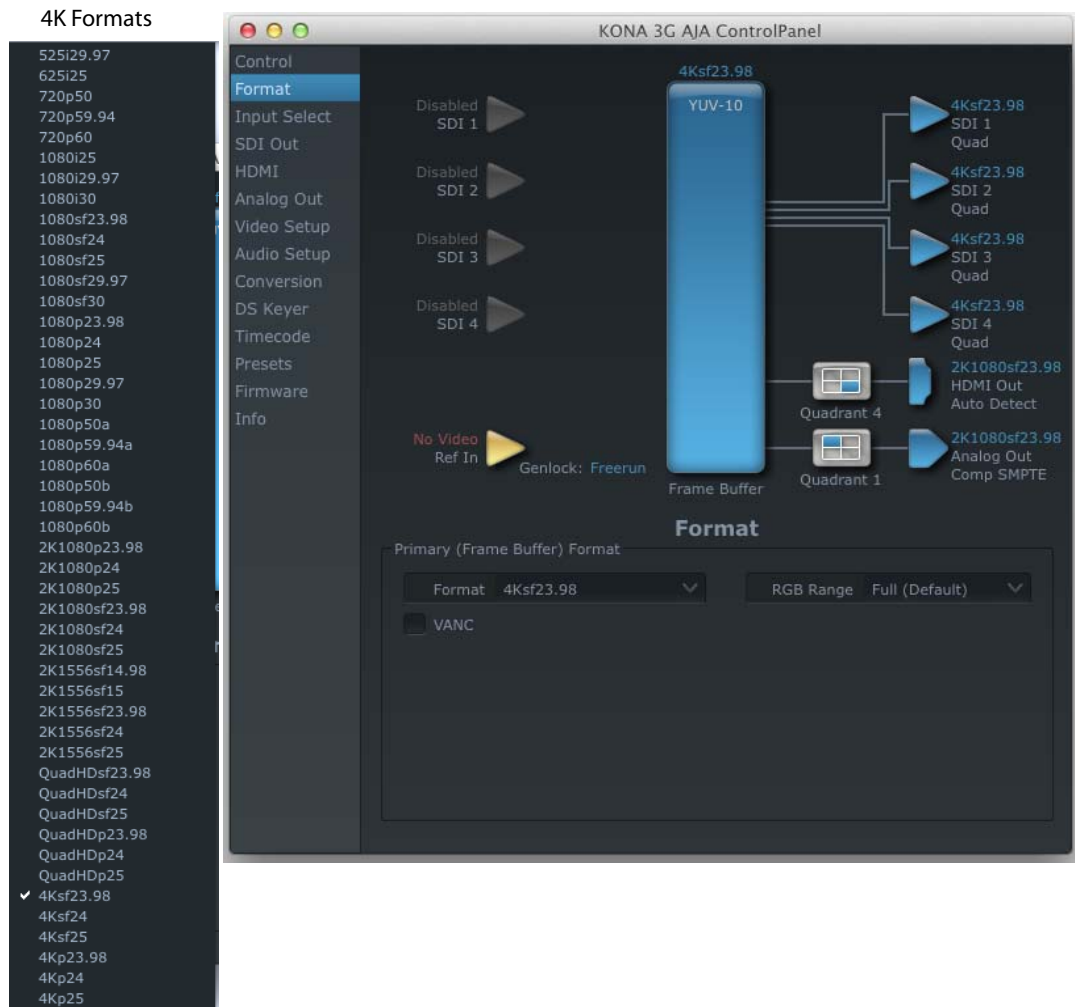 4K Formats
525i29.97
625i25
720p50
720p59.94
720p60
1080i25
1080i29.97
1080i30
1080sf23.98
1080sf24
1080sf25
1080sf29.97
1080sf30
1080p23.98
1080p24
1080p25
1080p29.97
1080p30
1080p50a
1080p59.94a
1080p60a
1080p50b
1080p59.94b
1080p60b
2K1080p23.98
2K1080p24
2K1080p25
2K1080sf23.98
2K1080sf24
2K1080sf25
2K1556sf14.98
2K1556sf15
2K1556sf23.98
2K1556sf24
2K1556sf25
QuadHDsf23.98
QuadHDsf24
QuadHDsf25
QuadHDp23.98
QuadHDp24
QuadHDp25
✓ 4Ksf23.98
4Ksf24
4Ksf25
4Kp23.98
4Kp24
4Kp25
KONA 3G AJA ControlPanel
Control
Format
Input Select
SDI Out
HDMI
Analog Out
Video Setup
Audio Setup
Conversion
DS Keyer
Timecode
Presets
Firmware
Info
Disabled
SDI 1
Disabled
SDI 2
Disabled
SDI 3
Disabled
SDI 4
No Video
Ref In
Genlock: Freerun
4Ksf23.98
YUV-10
Frame Buffer
4Ksf23.98
SDI 1
Quad
4Ksf23.98
SDI 2
Quad
4Ksf23.98
SDI 3
Quad
4Ksf23.98
SDI 4
Quad
Quadrant 4
2K1080sf23.98
HDMI Out
Auto Detect
Quadrant 1
2K1080sf23.98
Analog Out
Comp SMPTE
Format
Primary (Frame Buffer) Format
Format 4Ksf23.98
RGB Range Full (Default)
VANC